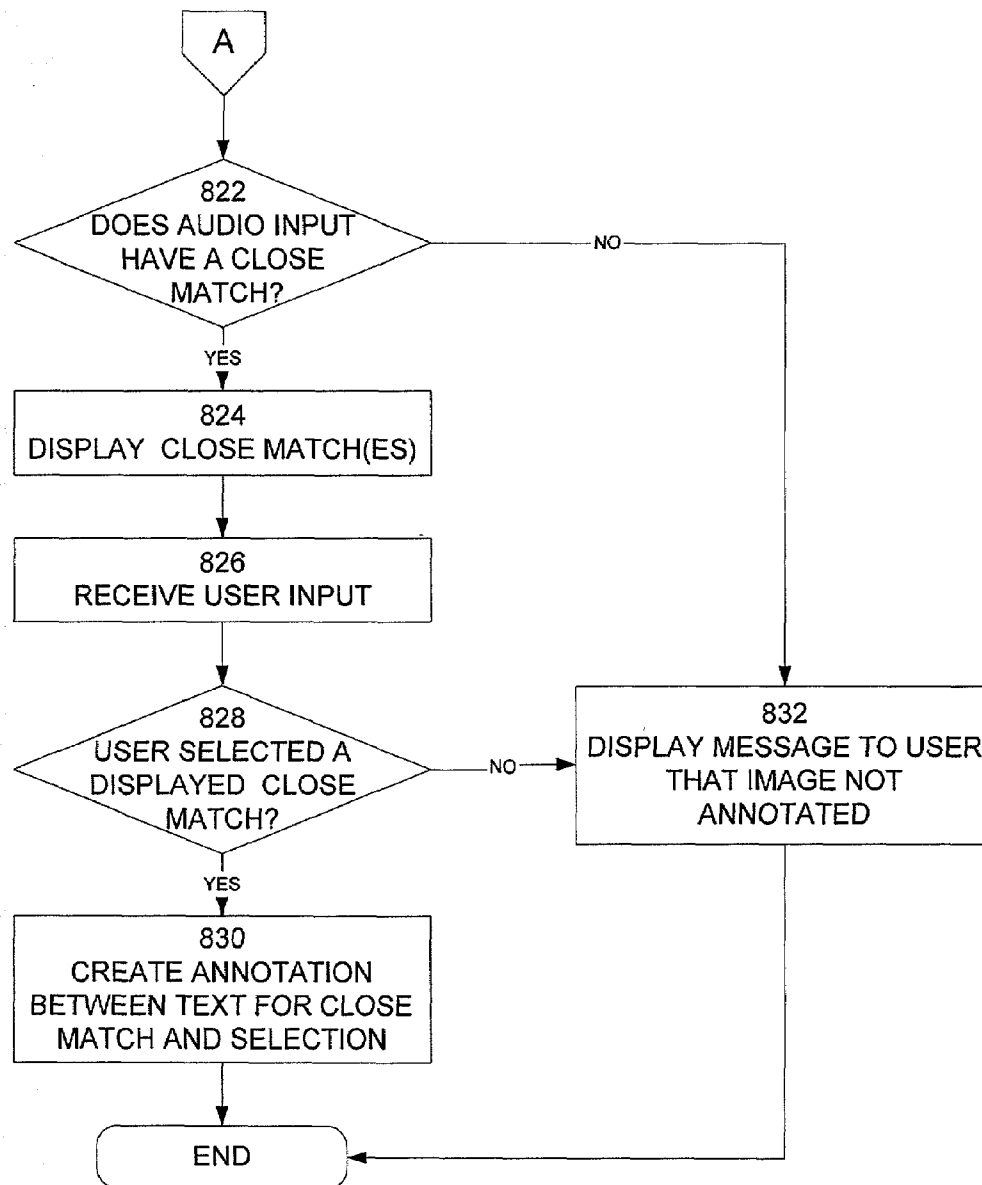 A
822
DOES AUDIO INPUT
HAVE A CLOSE
MATCH?
NO
YES
824
DISPLAY CLOSE MATCH(ES)
826
RECEIVE USER INPUT
828
USER SELECTED A
DISPLAYED CLOSE
MATCH?
NO
832
DISPLAY MESSAGE TO USER
THAT IMAGE NOT
ANNOTATED
YES
830
CREATE ANNOTATION
BETWEEN TEXT FOR CLOSE
MATCH AND SELECTION
END